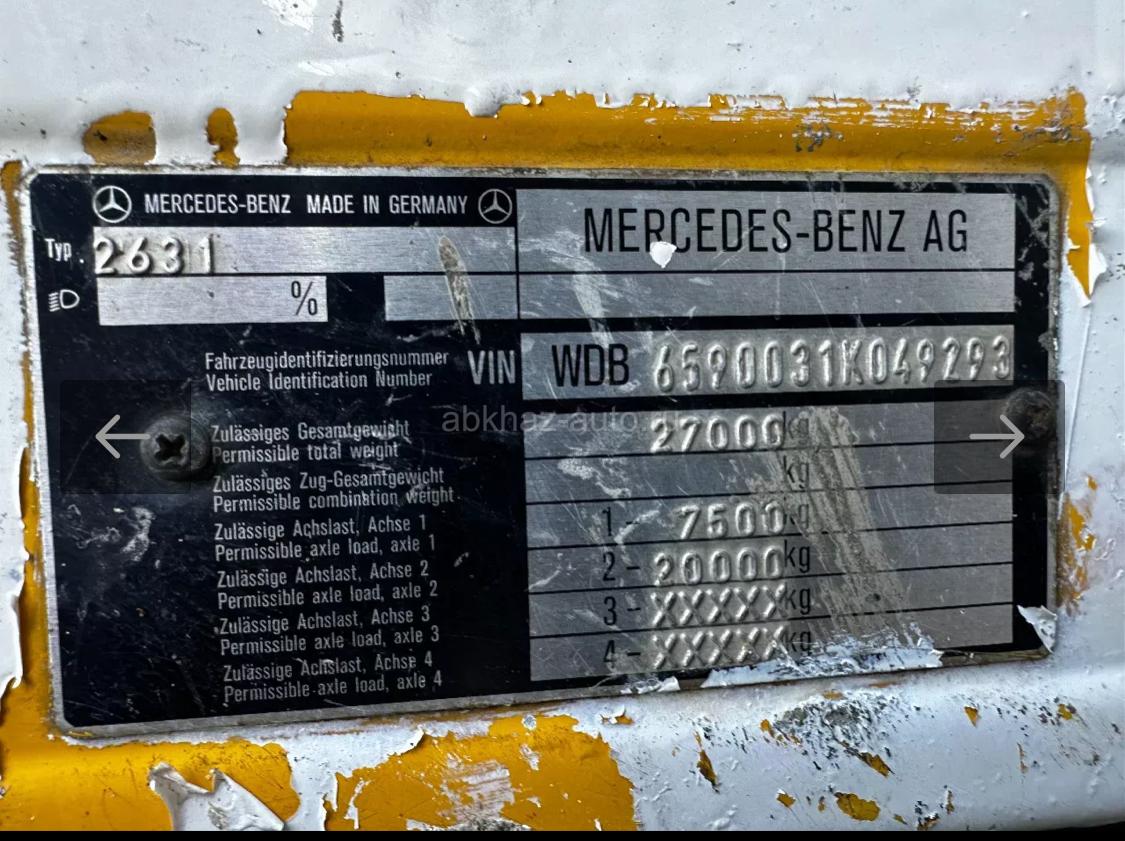 MERCEDES-BENZ MADE IN GERMANY
MERCEDES-BENZ AG
Typ. 2631
%
Fahrzeugidentifizierungsnummer
Vehicle Identification Number
VIN WDB 6590031K049293
abkhaz-auto
Zulässiges Gesamtgewicht
Permissible total weight
27000 kg
Zulässiges Zug-Gesamtgewicht
Permissible combination weight
kg
Zulässige Achslast, Achse 1
Permissible axle load, axle 1
1 - 7500 kg
Zulässige Achslast, Achse 2
Permissible axle load, axle 2
2 - 20000 kg
Zulässige Achslast, Achse 3
Permissible axle load, axle 3
3 - XXXXX kg
Zulässige Achslast, Achse 4
Permissible axle load, axle 4
4 - XXXXX kg